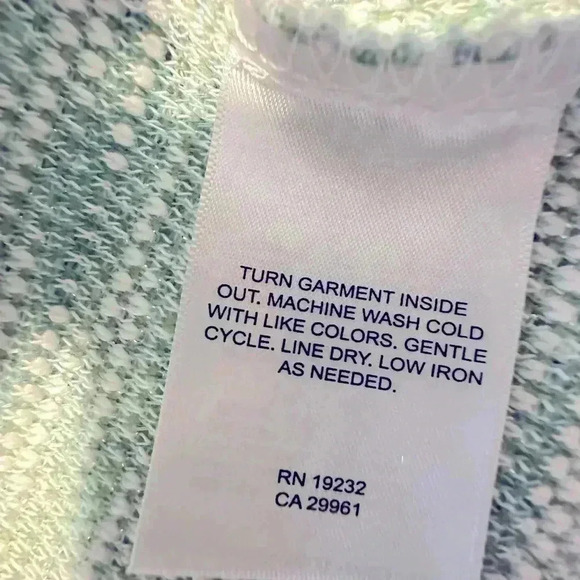 TURN GARMENT INSIDE
OUT. MACHINE WASH COLD
WITH LIKE COLORS. GENTLE
CYCLE. LINE DRY. LOW IRON
AS NEEDED.
RN 19232
CA 29961